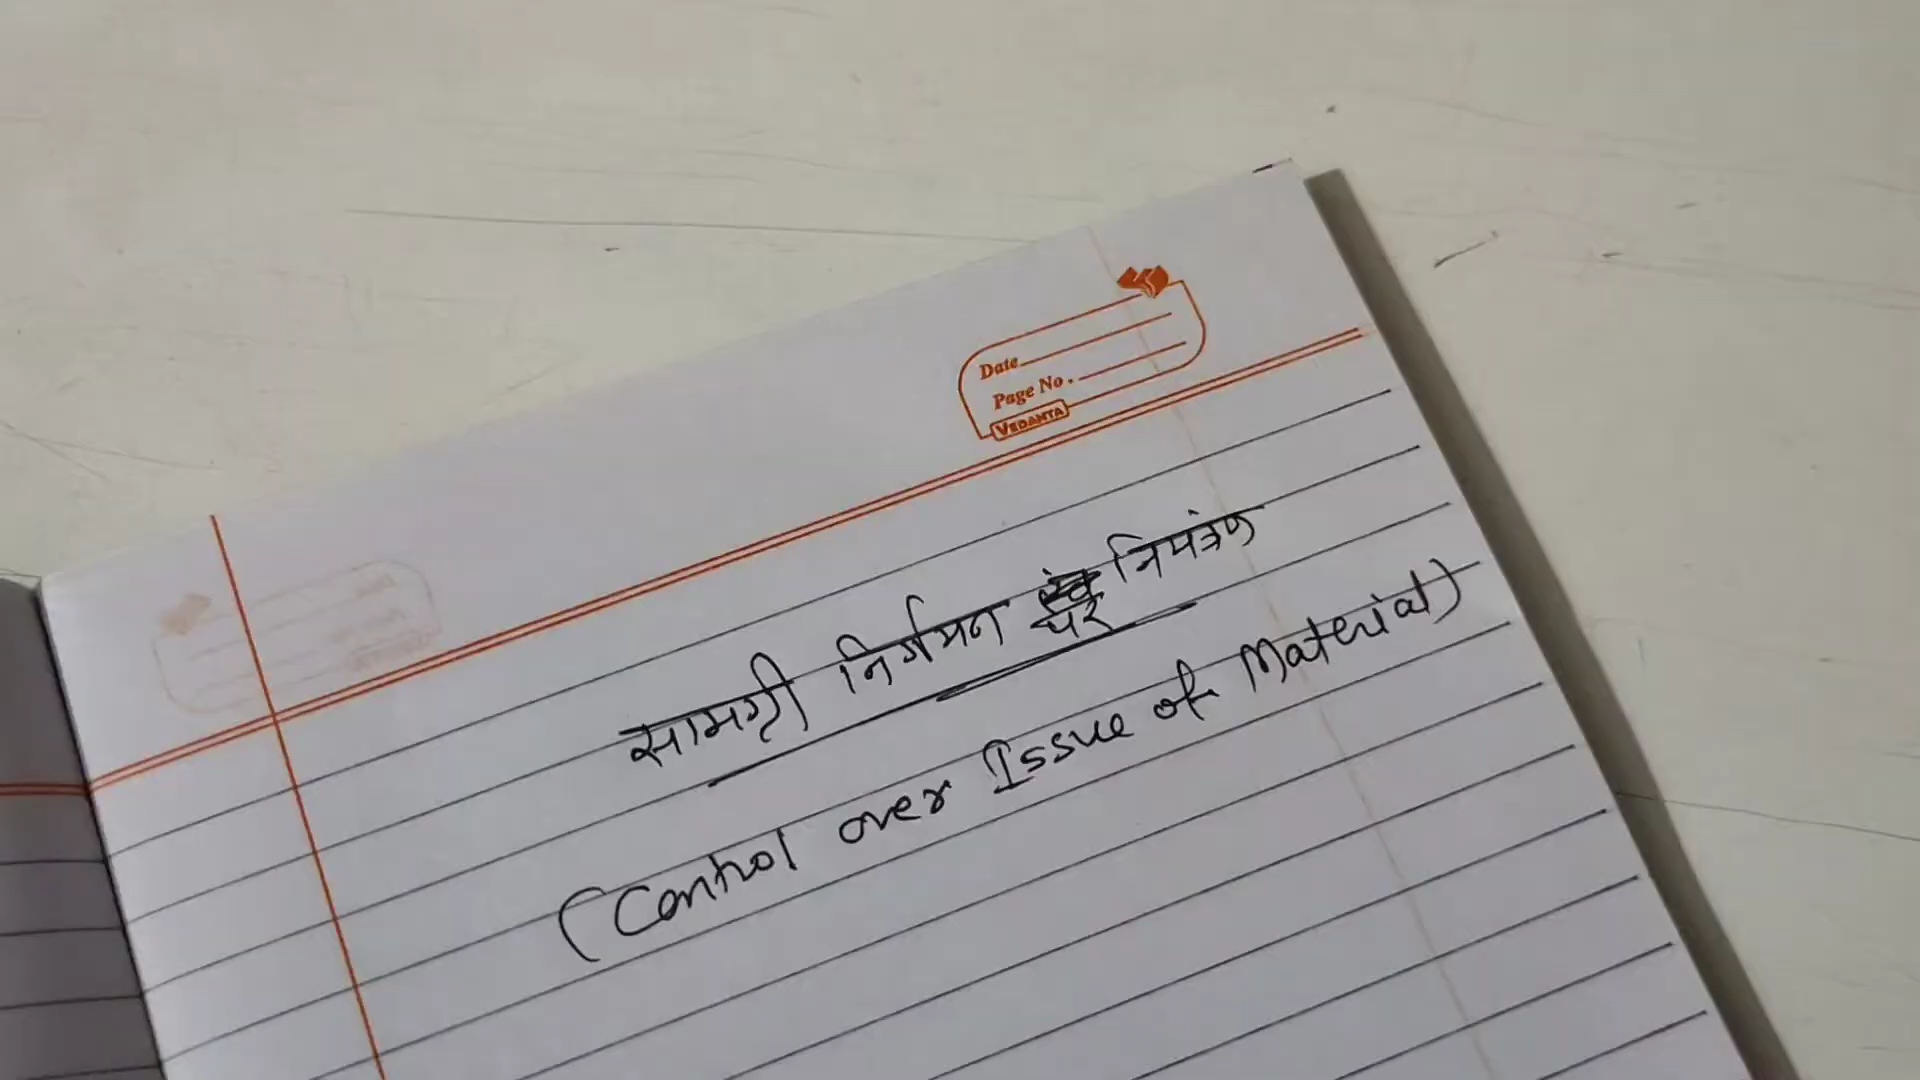 Date
Page No.
VEDANTA
सामग्री निर्गमन पर नियंत्रण
(Control over Issue of Material)